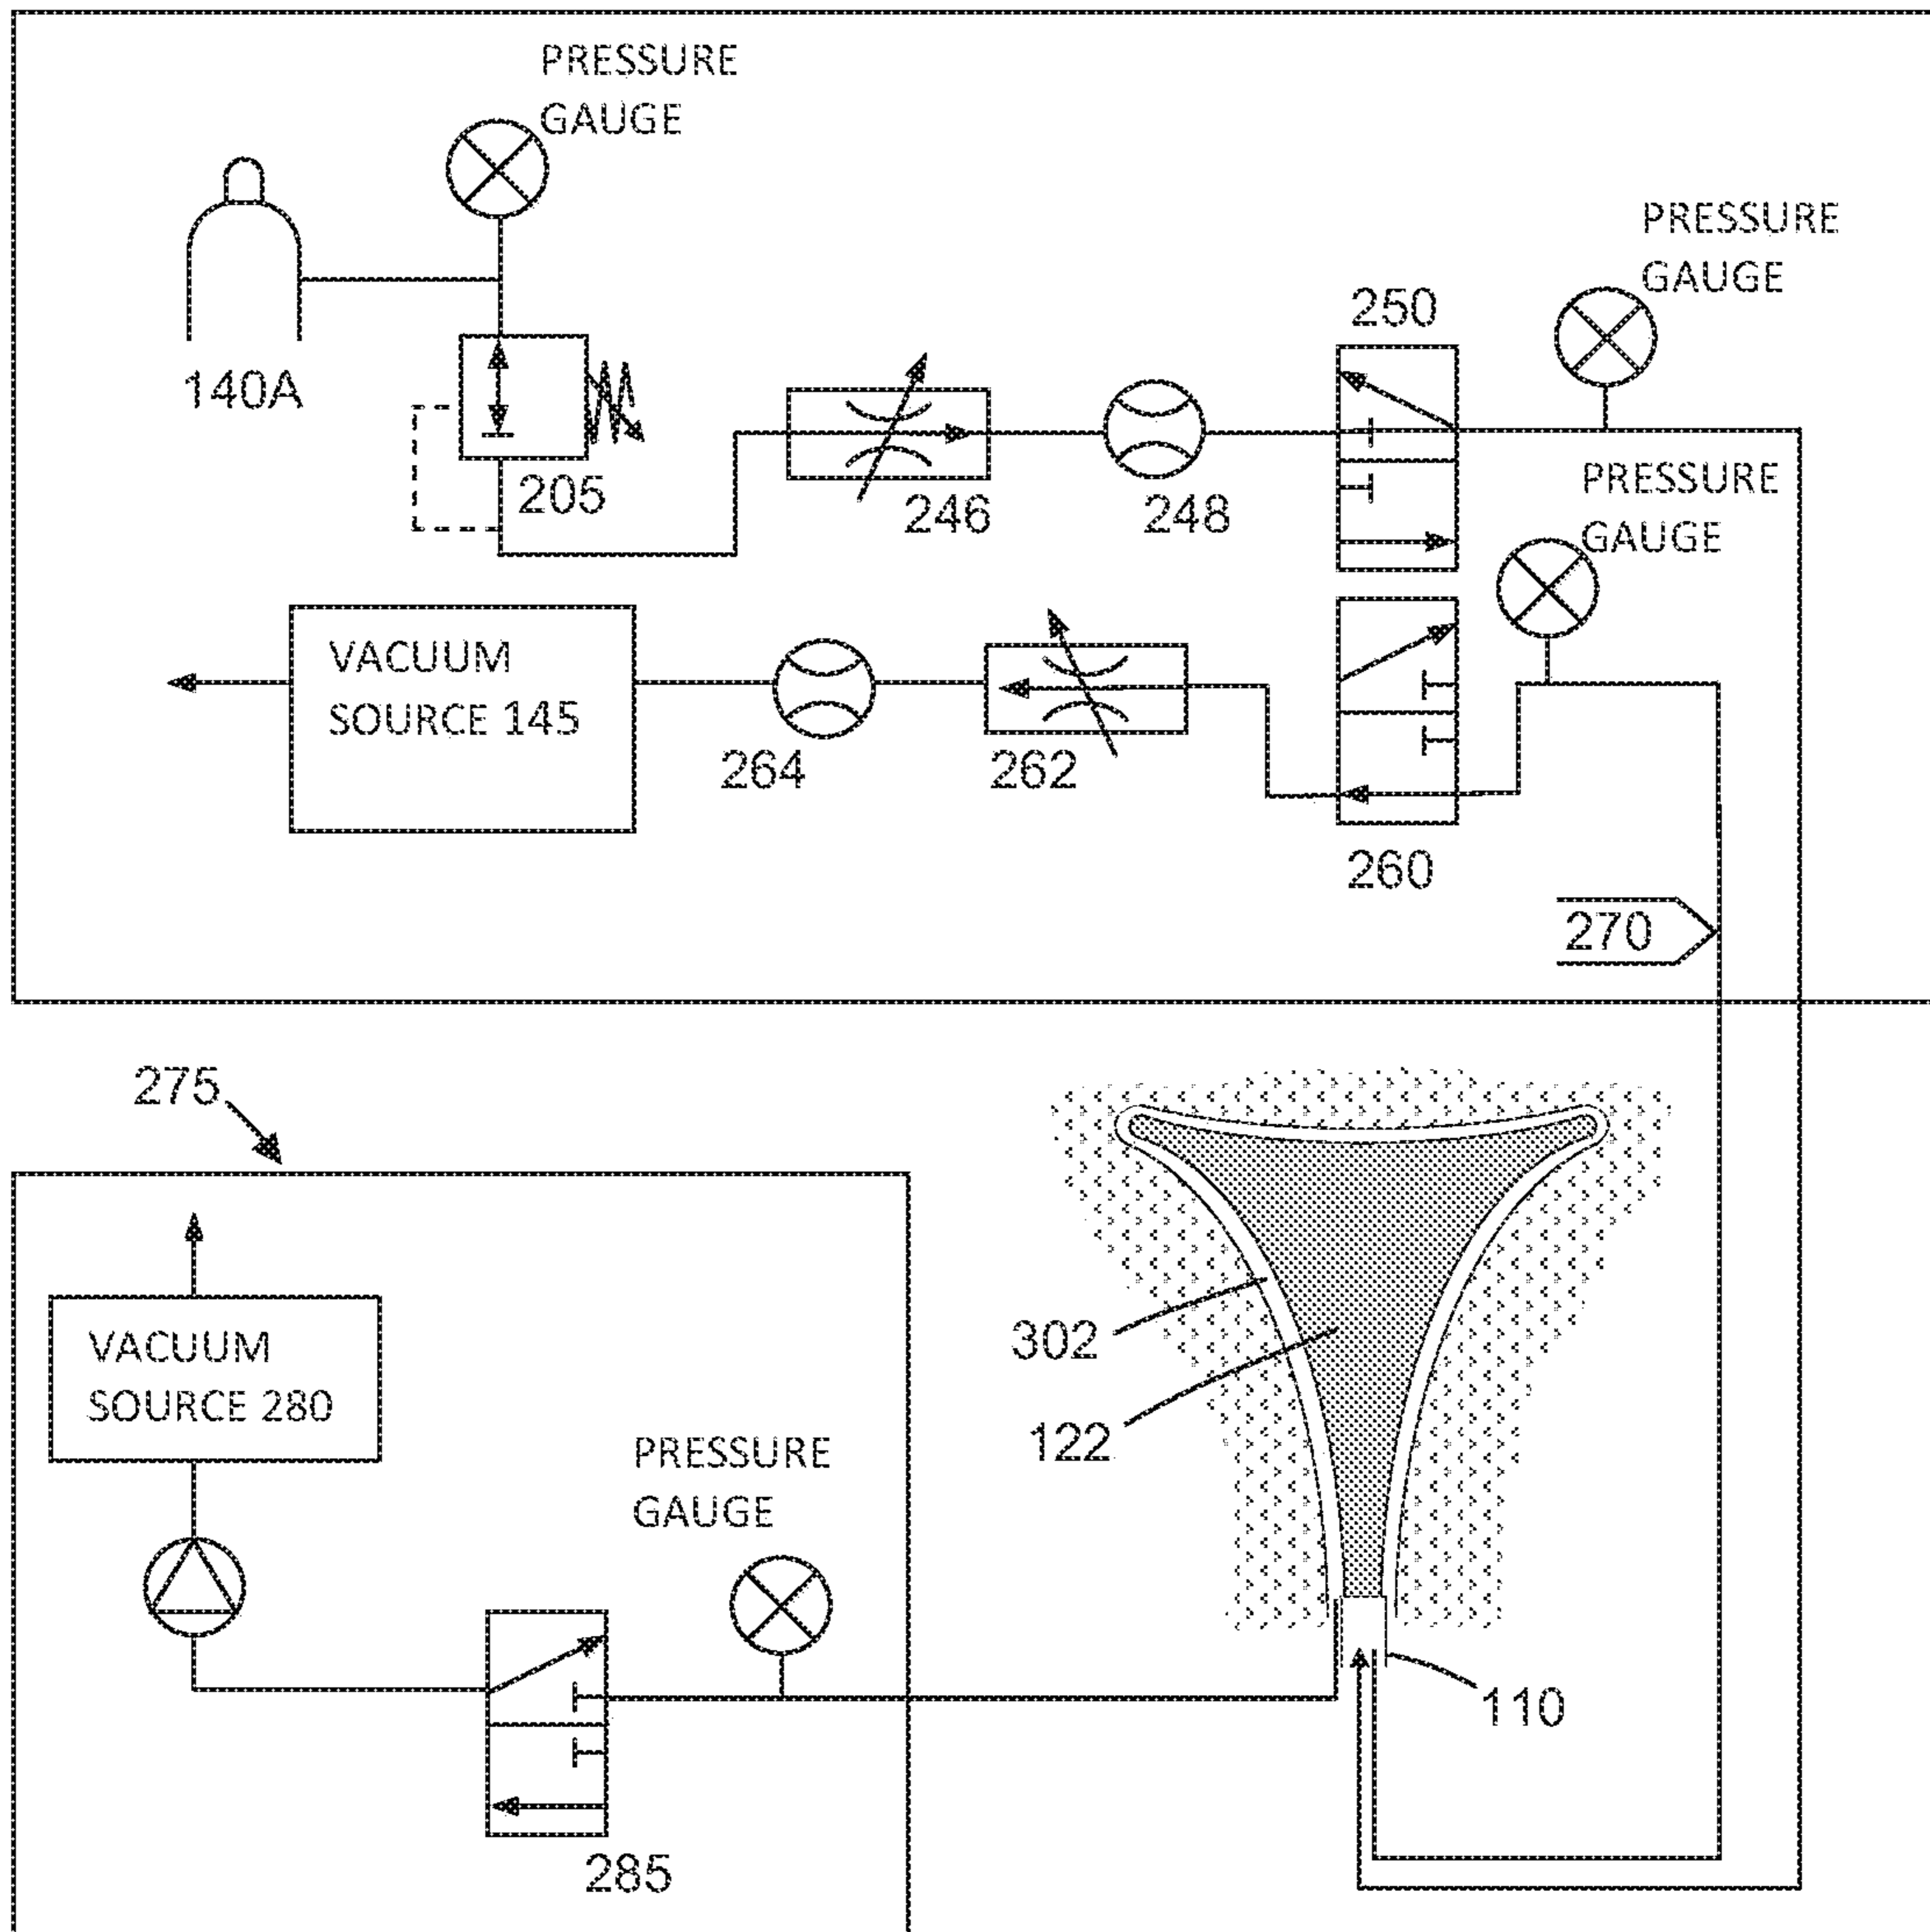 PRESSURE
GAUGE
140A
205
246
248
250
PRESSURE
GAUGE
PRESSURE
GAUGE
VACUUM
SOURCE 145
264
262
260
270
275
VACUUM
SOURCE 280
PRESSURE
GAUGE
285
302
122
110